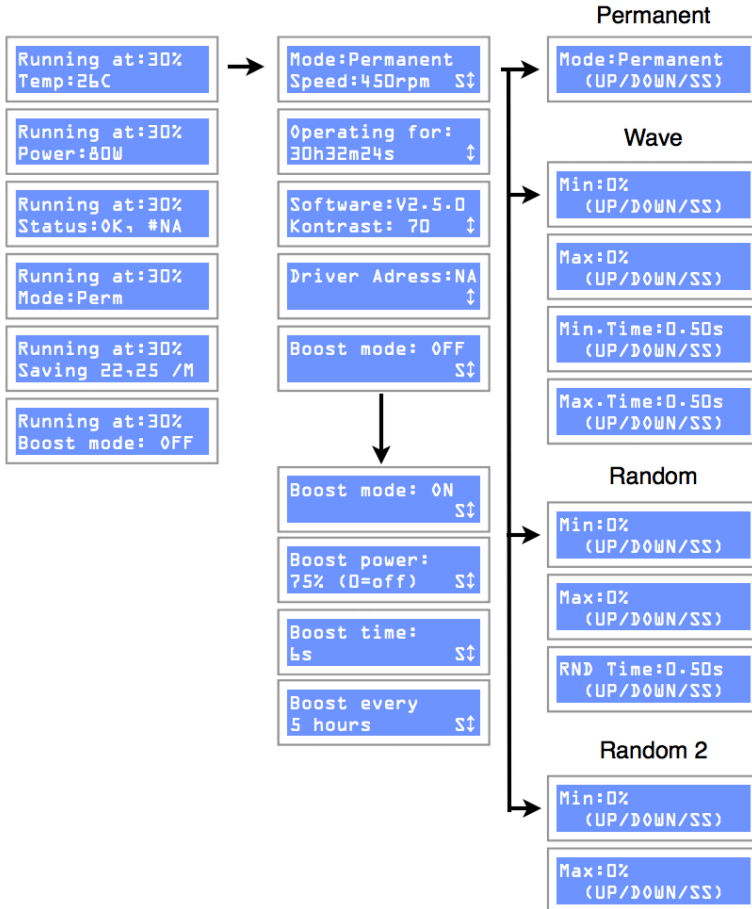 Running at:30%
Temp:26C
Running at:30%
Power:80W
Running at:30%
Status:OK, #NA
Running at:30%
Mode:Perm
Running at:30%
Saving 22,25 /M
Running at:30%
Boost mode: OFF
Mode:Permanent
Speed:450rpm S↕
Operating for:
30h32m24s ↕
Software:V2.5.0
Kontrast: 70 ↕
Driver Adress:NA
↕
Boost mode: OFF
S↕
Boost mode: ON
S↕
Boost power:
75% (0=off) S↕
Boost time:
6s S↕
Boost every
5 hours S↕
Permanent
Mode:Permanent
(UP/DOWN/SS)
Wave
Min:0%
(UP/DOWN/SS)
Max:0%
(UP/DOWN/SS)
Min.Time:0.50s
(UP/DOWN/SS)
Max.Time:0.50s
(UP/DOWN/SS)
Random
Min:0%
(UP/DOWN/SS)
Max:0%
(UP/DOWN/SS)
RND Time:0.50s
(UP/DOWN/SS)
Random 2
Min:0%
(UP/DOWN/SS)
Max:0%
(UP/DOWN/SS)